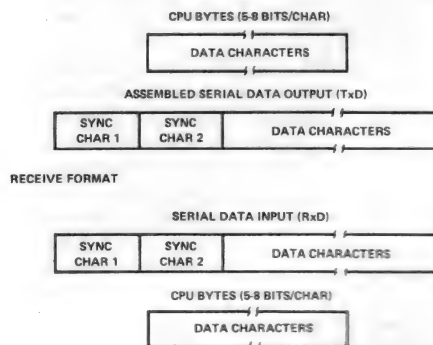 CPU BYTES (5-8 BITS/CHAR)
DATA CHARACTERS
ASSEMBLED SERIAL DATA OUTPUT (TxD)
SYNC CHAR 1
SYNC CHAR 2
DATA CHARACTERS
RECEIVE FORMAT
SERIAL DATA INPUT (RxD)
SYNC CHAR 1
SYNC CHAR 2
DATA CHARACTERS
CPU BYTES (5-8 BITS/CHAR)
DATA CHARACTERS